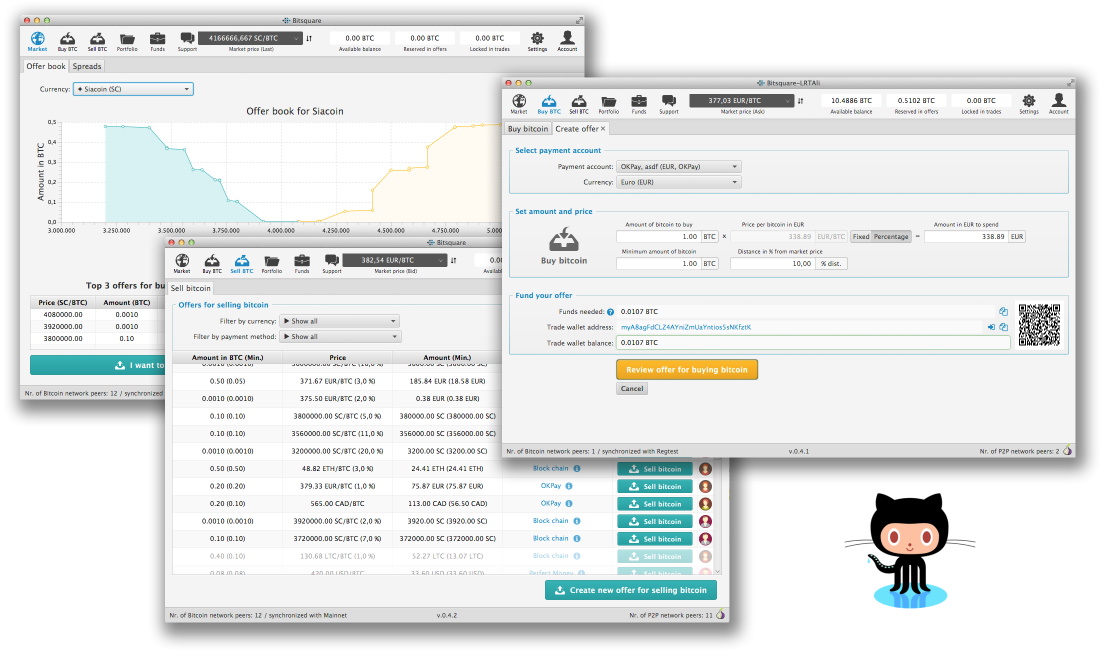 Bitsquare
Market Buy BTC Sell BTC Portfolio Funds Support
4166666,667 SC/BTC
Market price (Last)
0.00 BTC
Available balance
0.00 BTC
Reserved in offers
0.00 BTC
Locked in trades
Settings Account
Offer book Spreads
Currency: ✦ Siacoin (SC)
Offer book for Siacoin
Amount in BTC
0,5
0,4
0,3
0,2
0,1
0,0
3.000.000 3.250.000 3.500.000 3.750.000 4.000.000 4.250.000 4.500.000 4.750.000 5.000
Top 3 offers for bu
Price (SC/BTC) Amount (BTC)
4080000.00 0.0010
3920000.00 0.0010
3800000.00 0.10
I want to
Nr. of Bitcoin network peers: 12 / synchronized
Bitsquare
Market Buy BTC Sell BTC Portfolio Funds Support
382,54 EUR/BTC
Market price (Bid)
0.0
Availab
Sell bitcoin
Offers for selling bitcoin
Filter by currency: ▶ Show all
Filter by payment method: ▶ Show all
Amount in BTC (Min.) Price Amount (Min.)
0.50 (0.05) 371.67 EUR/BTC (3,0 %) 185.84 EUR (18.58 EUR)
0.0010 (0.0010) 375.50 EUR/BTC (2,0 %) 0.38 EUR (0.38 EUR)
0.10 (0.10) 3800000.00 SC/BTC (5,0 %) 380000.00 SC (380000.00 SC)
0.10 (0.10) 3560000.00 SC/BTC (11,0 %) 356000.00 SC (356000.00 SC)
0.0010 (0.0010) 3200000.00 SC/BTC (20,0 %) 3200.00 SC (3200.00 SC)
0.50 (0.50) 48.82 ETH/BTC (3,0 %) 24.41 ETH (24.41 ETH) Block chain Sell bitcoin
0.20 (0.20) 379.33 EUR/BTC (1,0 %) 75.87 EUR (75.87 EUR) OKPay Sell bitcoin
0.20 (0.10) 565.00 CAD/BTC 113.00 CAD (56.50 CAD) OKPay Sell bitcoin
0.0010 (0.0010) 3920000.00 SC/BTC (2,0 %) 3920.00 SC (3920.00 SC) Block chain Sell bitcoin
0.10 (0.10) 3720000.00 SC/BTC (7,0 %) 372000.00 SC (372000.00 SC) Block chain Sell bitcoin
0.40 (0.10) 130.68 LTC/BTC (1,0 %) 52.27 LTC (13.07 LTC) Block chain Sell bitcoin
0.08 (0.08) 420.00 USD/BTC 33.60 USD (33.60 USD) Perfect Money Sell bitcoin
Create new offer for selling bitcoin
Nr. of Bitcoin network peers: 12 / synchronized with Mainnet v.0.4.2 Nr. of P2P network peers: 11
Bitsquare-LRTAli
Market Buy BTC Sell BTC Portfolio Funds Support
377,03 EUR/BTC
Market price (Ask)
10.4886 BTC
Available balance
0.5102 BTC
Reserved in offers
0.00 BTC
Locked in trades
Settings Account
Buy bitcoin Create offer ×
Select payment account
Payment account: OKPay, asdf (EUR, OKPay)
Currency: Euro (EUR)
Set amount and price
Buy bitcoin
Amount of bitcoin to buy Price per bitcoin in EUR Amount in EUR to spend
1.00 BTC × 338.89 EUR/BTC Fixed Percentage = 338.89 EUR
Minimum amount of bitcoin Distance in % from market price
1.00 BTC 10,00 % dist.
Fund your offer
Funds needed: 0.0107 BTC
Trade wallet address: myA8agFdCLZ4AYniZmUaYntios5sNKfztK
Trade wallet balance: 0.0107 BTC
Review offer for buying bitcoin
Cancel
Nr. of Bitcoin network peers: 1 / synchronized with Regtest v.0.4.1 Nr. of P2P network peers: 2